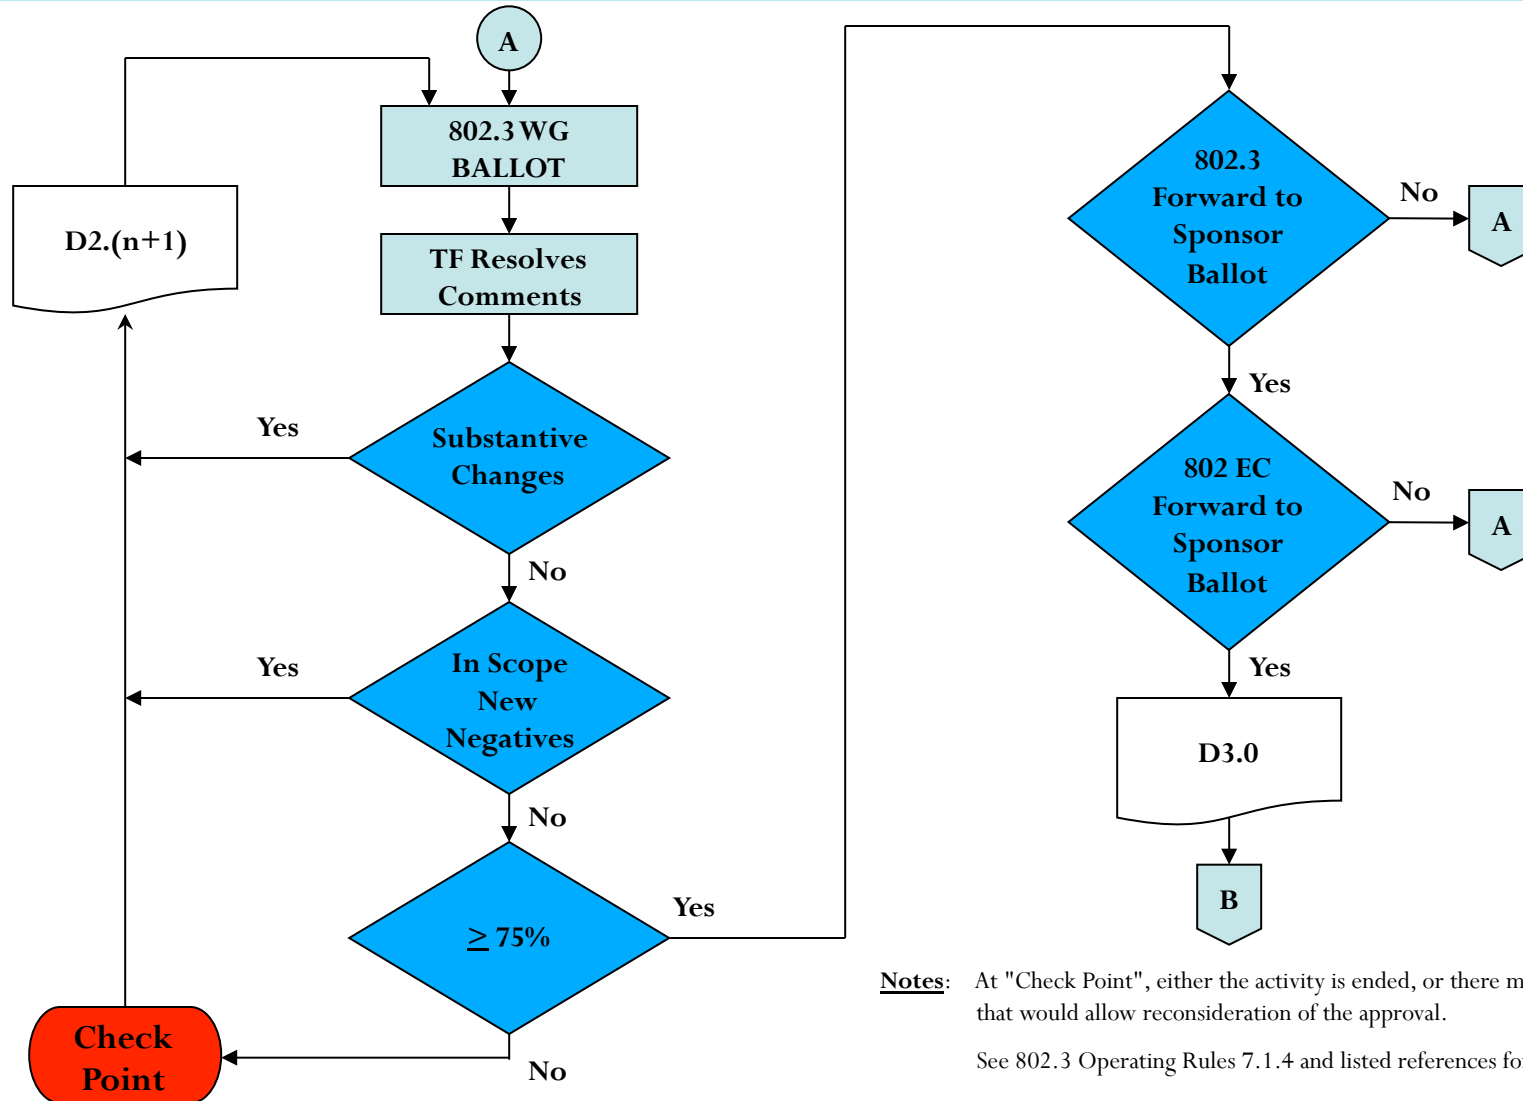 A
802.3 WG
BALLOT
D2.(n+1)
TF Resolves
Comments
Yes
Substantive
Changes
No
Yes
In Scope
New
Negatives
No
≥ 75%
Yes
Check
Point
No
802.3
Forward to
Sponsor
Ballot
No
A
Yes
802 EC
Forward to
Sponsor
Ballot
No
A
Yes
D3.0
B
Notes: At "Check Point", either the activity is ended, or there
that would allow reconsideration of the approval.
See 802.3 Operating Rules 7.1.4 and listed references